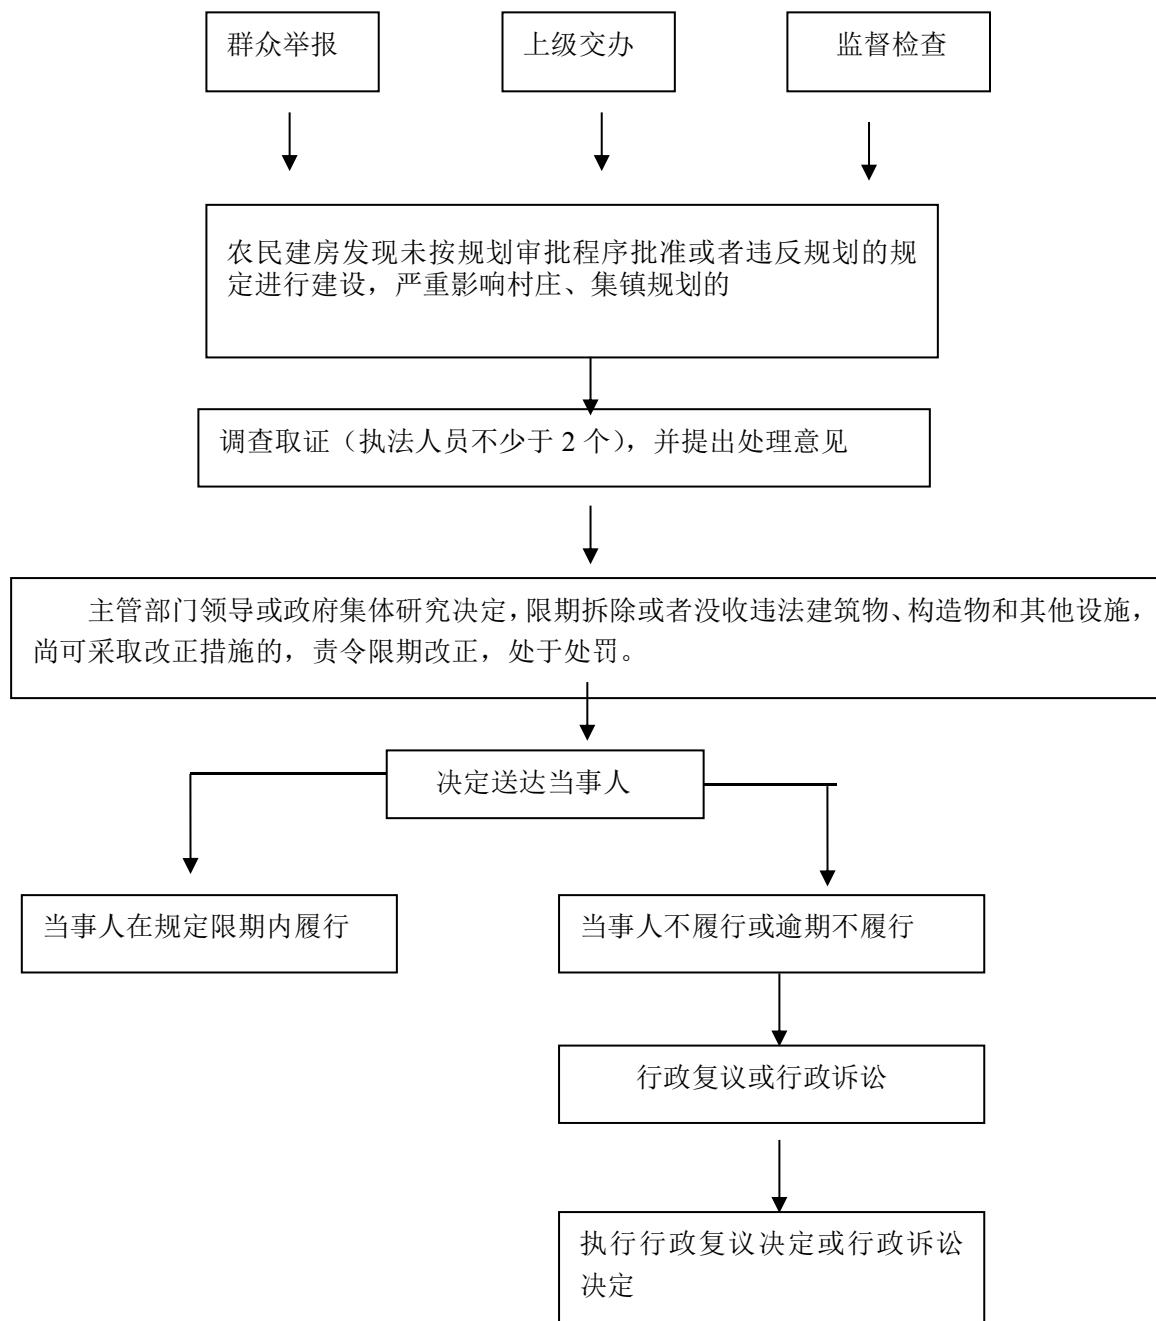 群众举报
上级交办
监督检查
农民建房发现未按规划审批程序批准或者违反规划的规
定进行建设，严重影响村庄、集镇规划的
调查取证（执法人员不少于 2 个），并提出处理意见
主管部门领导或政府集体研究决定，限期拆除或者没收违法建筑物、构造物和其他设施，
尚可采取改正措施的，责令限期改正，处于处罚。
决定送达当事人
当事人在规定限期内履行
当事人不履行或逾期不履行
行政复议或行政诉讼
执行行政复议决定或行政诉讼
决定